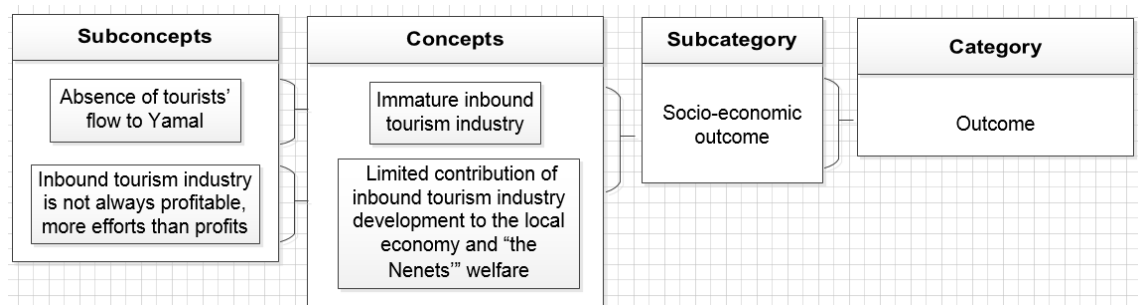 Subconcepts
Absence of tourists’
flow to Yamal
Inbound tourism industry
is not always profitable,
more efforts than profits
Concepts
Immature inbound
tourism industry
Limited contribution of
inbound tourism industry
development to the local
economy and “the
Nenets’” welfare
Subcategory
Socio-economic
outcome
Category
Outcome